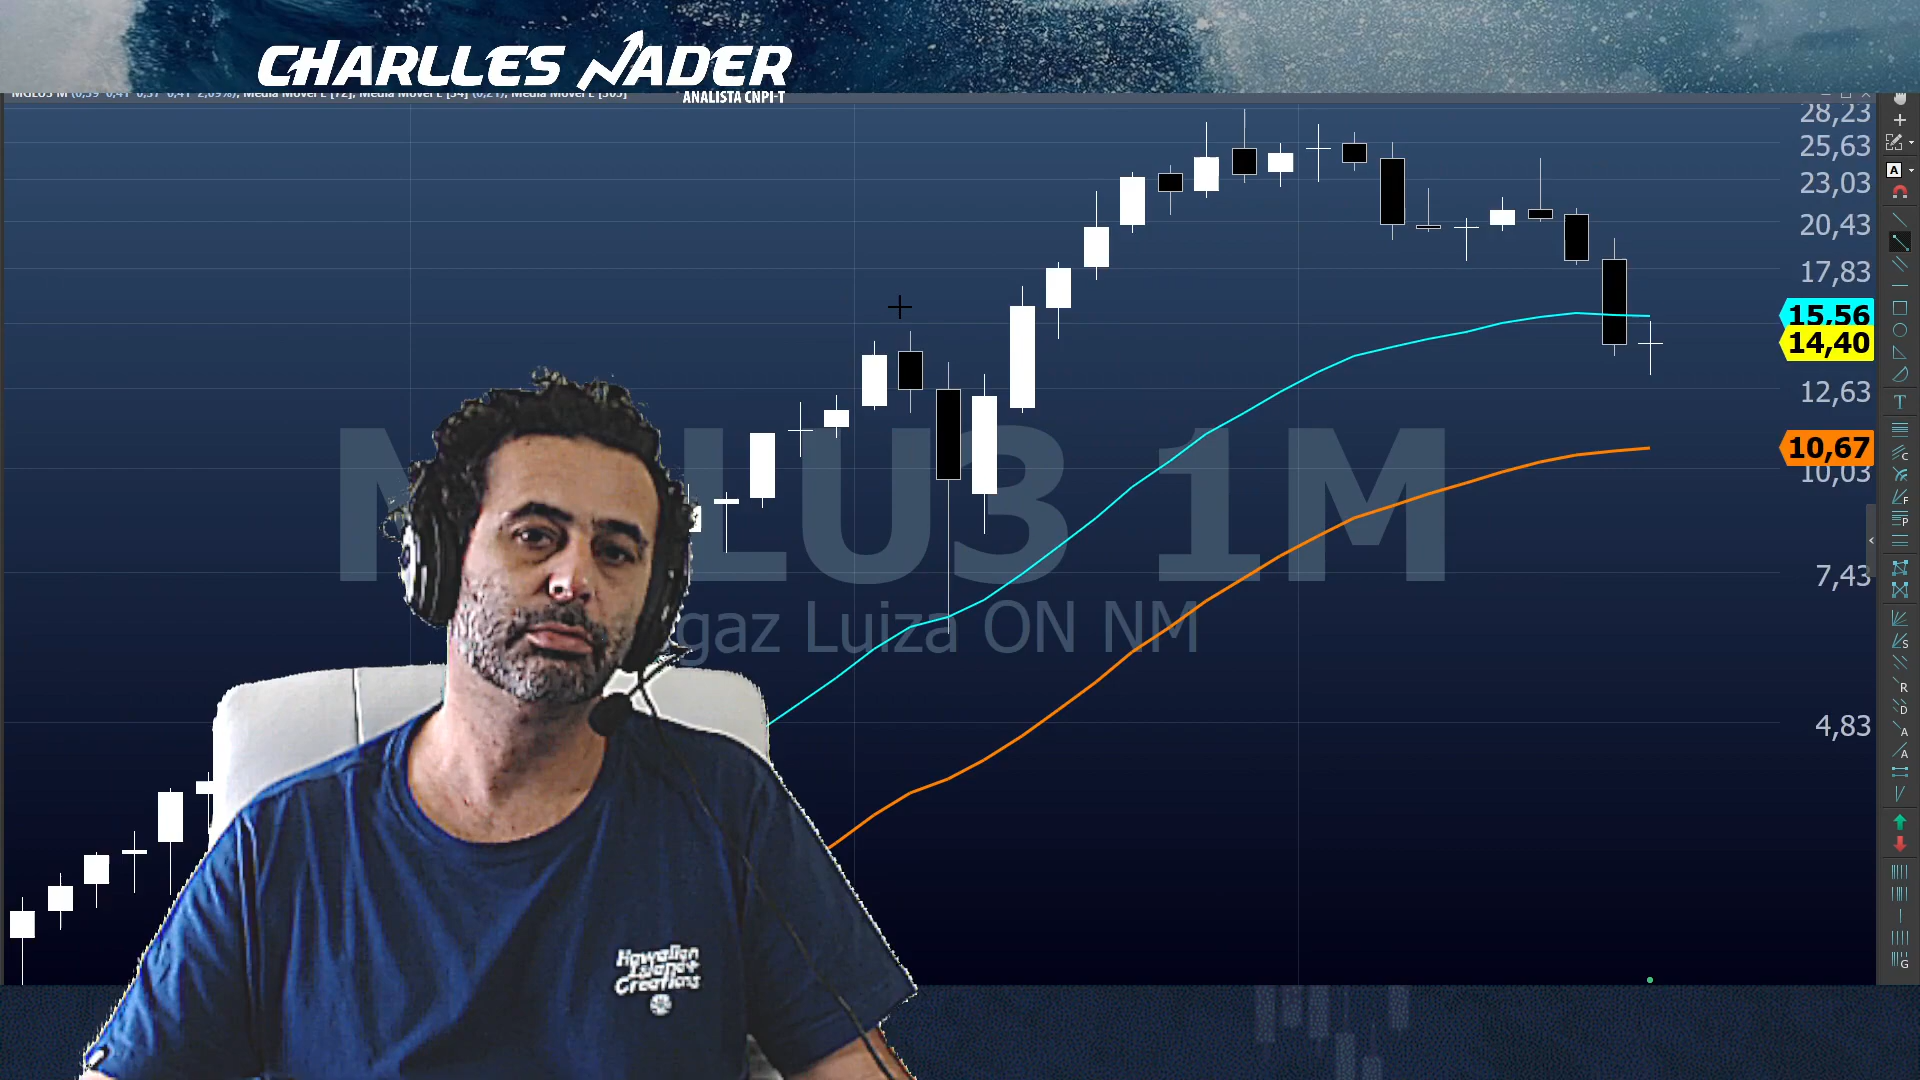 CHARLLES NADER
ANALISTA CNPI-T
28,23
25,63
23,03
20,43
17,83
15,56
14,40
12,63
10,67
10,03
7,43
4,83
LU3 1M
gaz Luiza ON NM
Hawaiian
Island
Creations
A
T
C
F
P
S
R
D
A
A
G